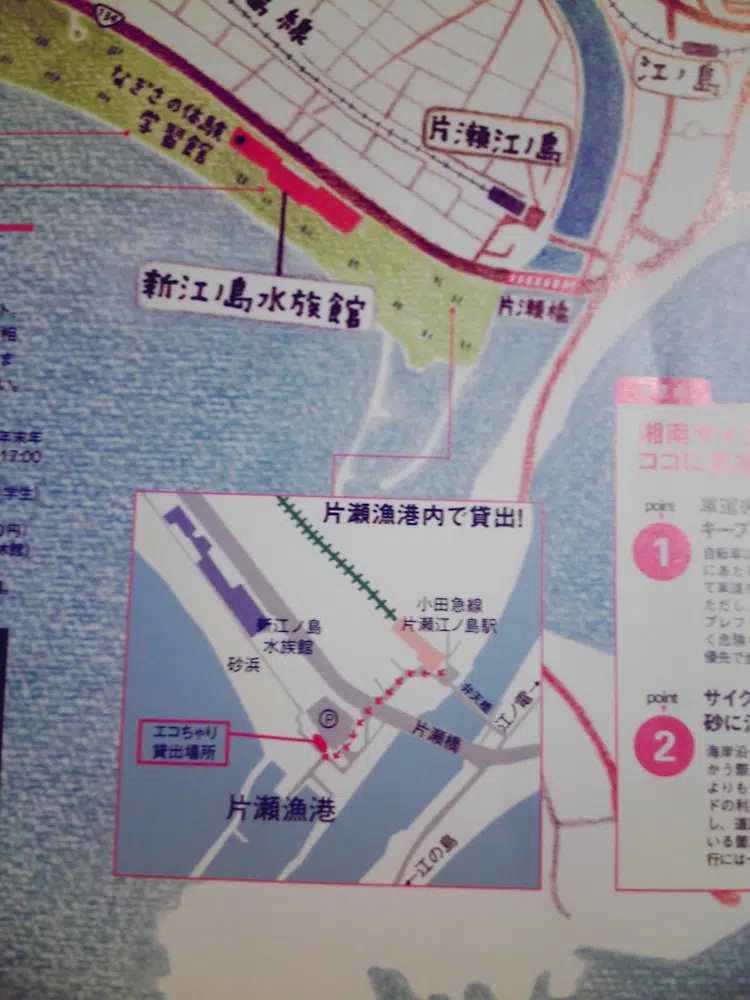 134
島線
江ノ島
なぎさの体験
学習館
片瀬江ノ島
新江ノ島水族館
片瀬橋
ト、
相
ま
い。
年末年
17:00
学生)
0円)
休館)
片瀬漁港内で貸出!
小田急線
片瀬江ノ島駅
新江ノ島
水族館
砂浜
弁天橋
江ノ電→
P
エコちゃり
貸出場所
片瀬橋
片瀬漁港
←江の島
湘南サイ
ココに気
point
1
車道
キープ
自転車
にあた
て車道
ただし
ブレフ
く危険
優先で
point
2
サイク
砂に
海岸沿
かう
よりも
ドの利
し、道
いる
行には